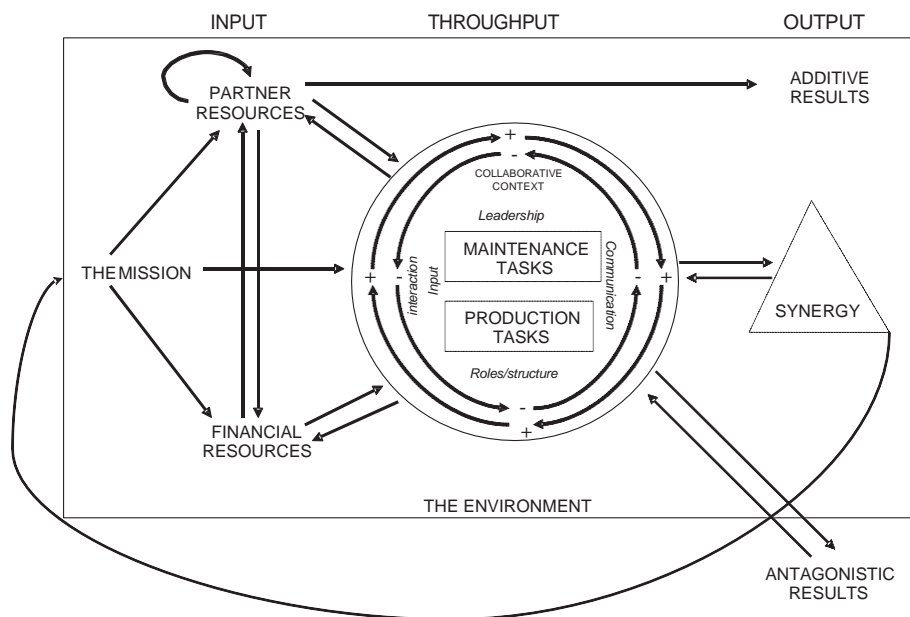 INPUT
THROUGHPUT
OUTPUT
PARTNER
RESOURCES
ADDITIVE
RESULTS
+
-
COLLABORATIVE
CONTEXT
Leadership
MAINTENANCE
TASKS
THEMISSION
+
-
interaction
Input
Communication
-
+
PRODUCTION
TASKS
SYNERGY
Roles/structure
-
+
FINANCIAL
RESOURCES
THE ENVIRONMENT
ANTAGONISTIC
RESULTS